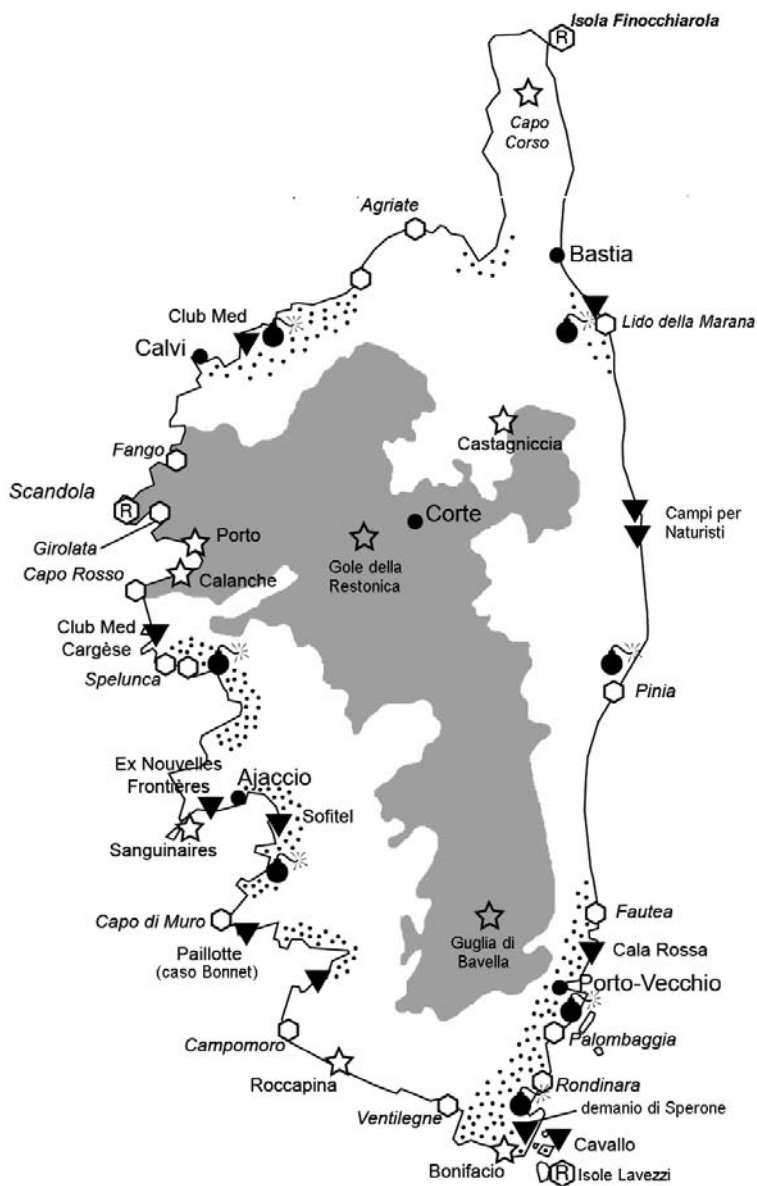 R
Isola Finocchiarola
Capo
Corso
Agriate
Bastia
Club Med
Lido della Marana
Calvi
Castagniccia
Fango
Scandola
R
Corte
Campi per
Naturisti
Porto
Girolata
Gole della
Restonica
Calanche
Capo Rosso
Club Med
Cargèse
Spelunca
Pinia
Ex Nouvelles
Frontières
Ajaccio
Sofitel
Sanguinaires
Capo di Muro
Fautea
Guglia di
Bavella
Paillotte
(caso Bonnet)
Cala Rossa
Porto-Vecchio
Campomoro
Palombaggia
Roccapina
Rondinara
Ventilegne
demanio di Sperone
Bonifacio
Cavallo
R
Isole Lavezzi